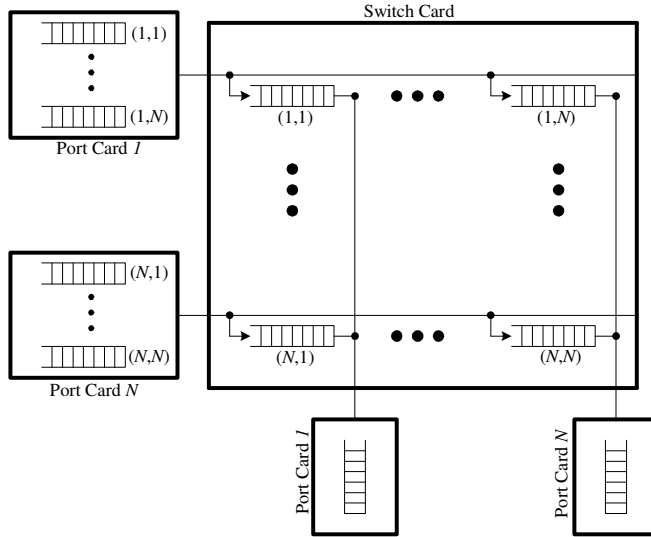 Switch Card
(1,1)
(1,N)
Port Card 1
(1,1)
(1,N)
(N,1)
(N,N)
Port Card N
(N,1)
(N,N)
Port Card 1
Port Card N